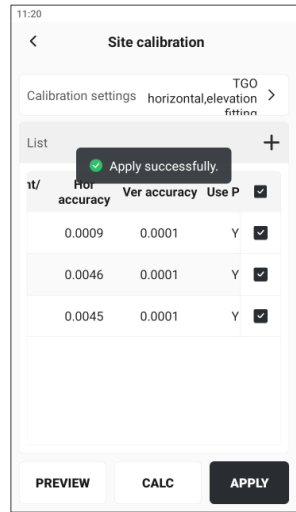 11:20
Site calibration
TGO
Calibration settings horizontal,elevation
fitting
List
Apply successfully.
nt/ Hor accuracy Ver accuracy Use P
0.0009 0.0001 Y
0.0046 0.0001 Y
0.0045 0.0001 Y
PREVIEW CALC APPLY